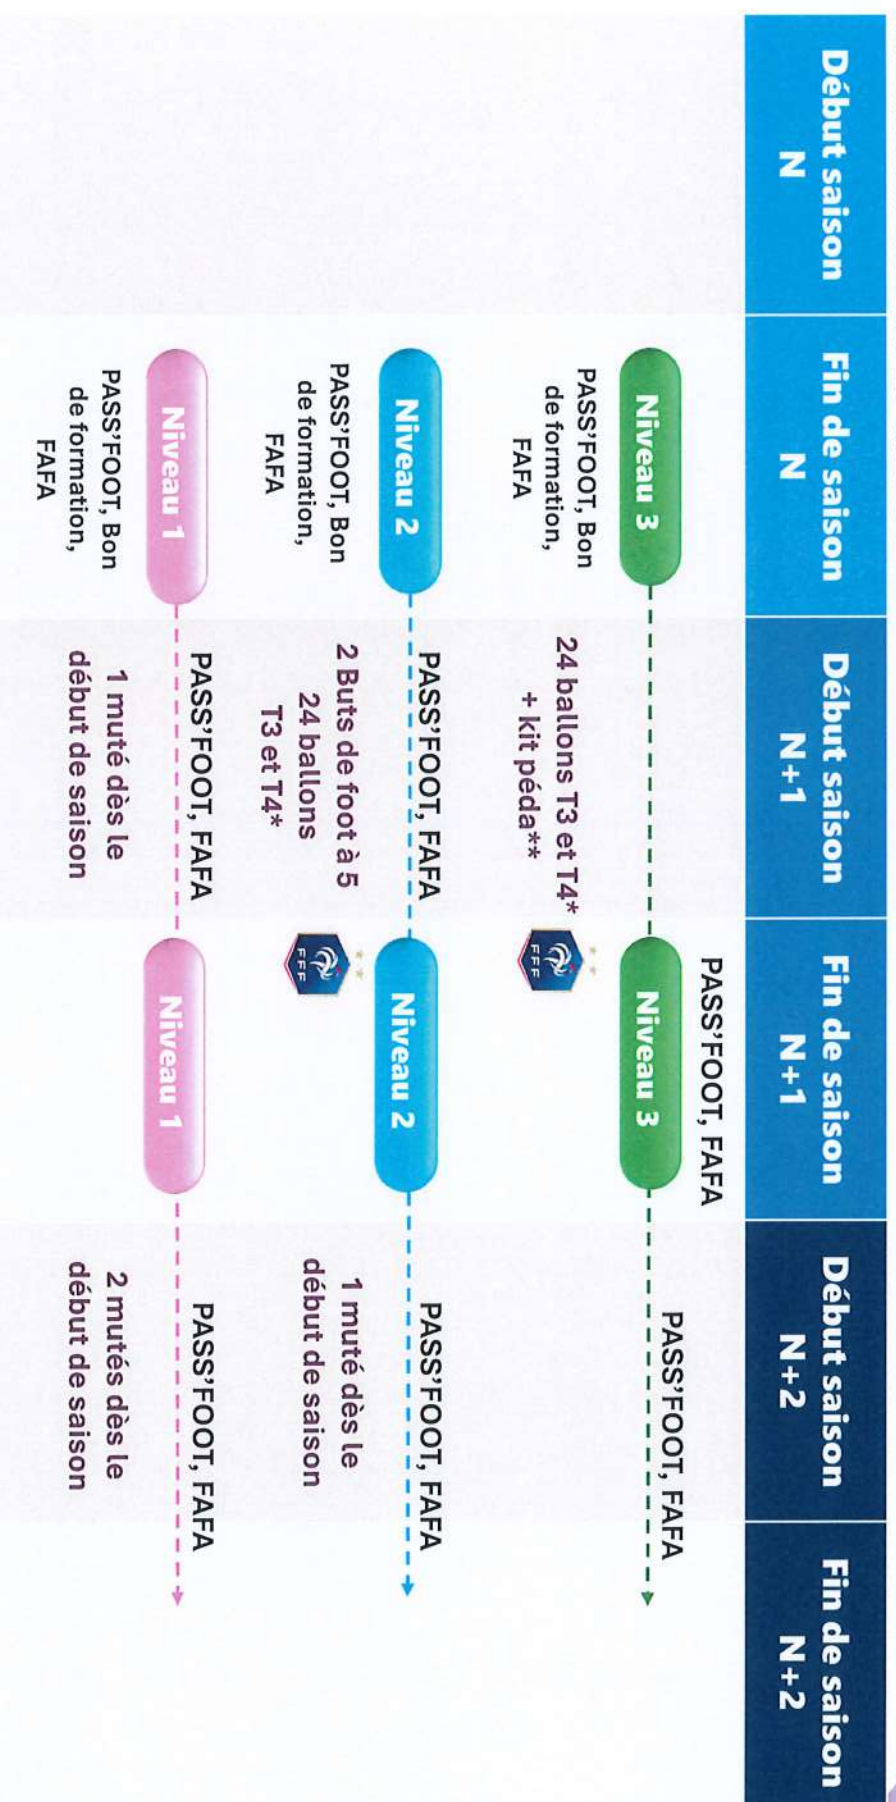 Début saison
N
Fin de saison
N
Début saison
N+1
Fin de saison
N+1
Début saison
N+2
Fin de saison
N+2
PASS'FOOT, FAFA
Niveau 3
PASS'FOOT, Bon
de formation,
FAFA
24 ballons T3 et T4*
+ kit péda**
FFF
Niveau 3
PASS'FOOT, FAFA
Niveau 2
PASS'FOOT, Bon
de formation,
FAFA
PASS'FOOT, FAFA
2 Buts de foot à 5
24 ballons
T3 et T4*
FFF
Niveau 2
PASS'FOOT, FAFA
1 muté dès le
début de saison
Niveau 1
PASS'FOOT, Bon
de formation,
FAFA
PASS'FOOT, FAFA
1 muté dès le
début de saison
Niveau 1
PASS'FOOT, FAFA
2 mutés dès le
début de saison